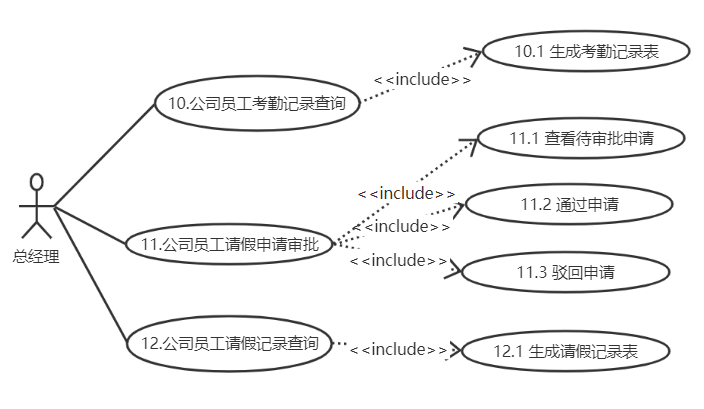 10.1 生成考勤记录表
<<include>>
10.公司员工考勤记录查询
11.1 查看待审批申请
<<include>>
11.2 通过申请
<<include>>
11.公司员工请假申请审批
总经理
<<include>>
11.3 驳回申请
12.公司员工请假记录查询
<<include>>
12.1 生成请假记录表